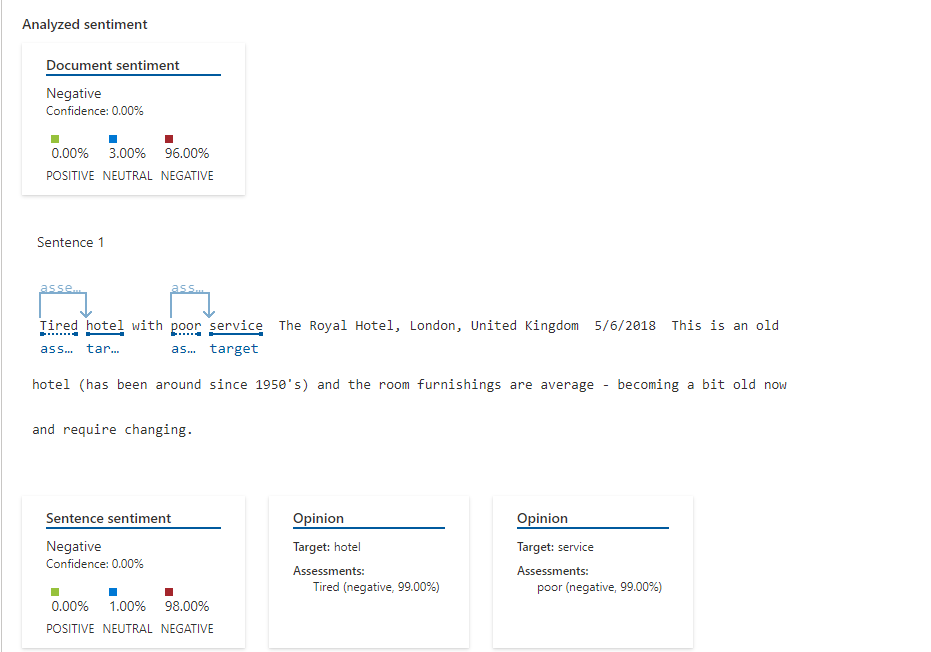 Analyzed sentiment
Document sentiment
Negative
Confidence: 0.00%
0.00% 3.00% 96.00%
POSITIVE NEUTRAL NEGATIVE
Sentence 1
asse... ass...
Tired hotel with poor service The Royal Hotel, London, United Kingdom 5/6/2018 This is an old
ass... tar... as... target
hotel (has been around since 1950's) and the room furnishings are average - becoming a bit old now
and require changing.
Sentence sentiment
Negative
Confidence: 0.00%
0.00% 1.00% 98.00%
POSITIVE NEUTRAL NEGATIVE
Opinion
Target: hotel
Assessments:
Tired (negative, 99.00%)
Opinion
Target: service
Assessments:
poor (negative, 99.00%)